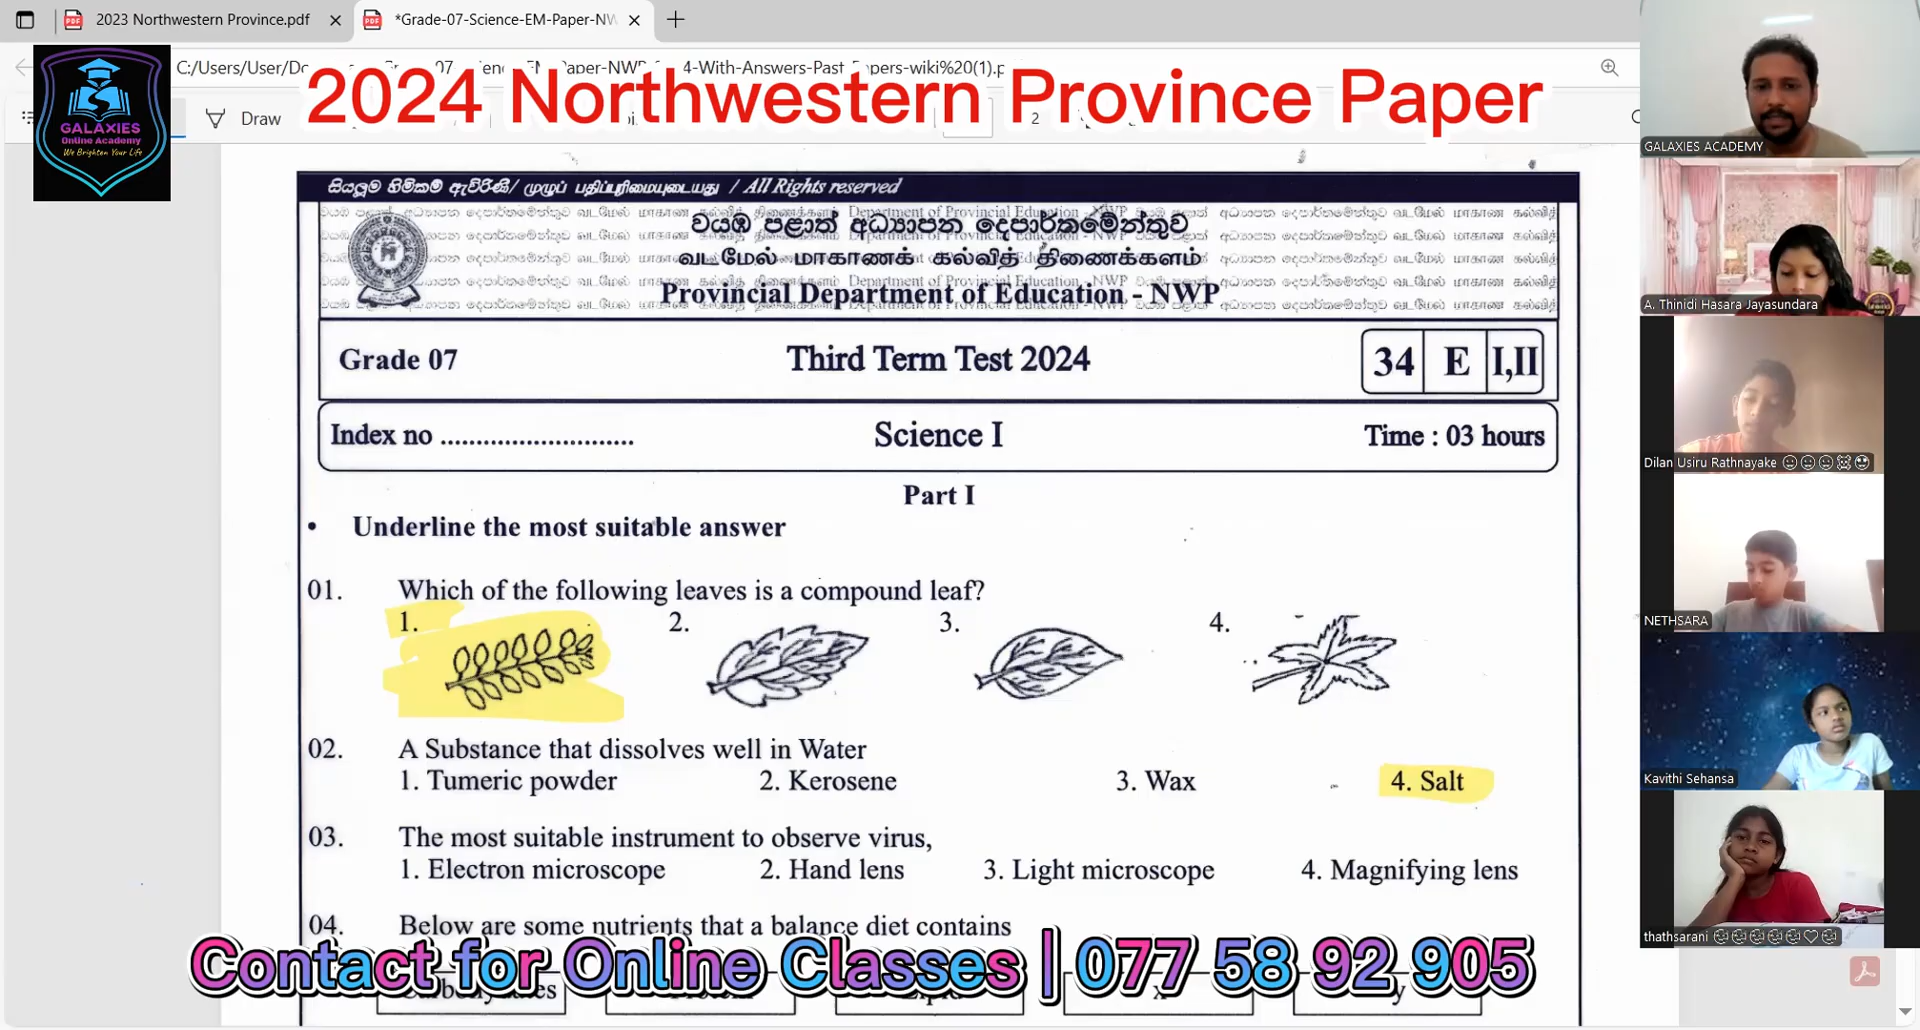 2023 Northwestern Province.pdf
*Grade-07-Science-EM-Paper-NW
2024 Northwestern Province Paper
Draw
2
GALAXIES
Online Academy
We Brighten Your Life
සියලුම හිමිකම් ඇවිරිණි/ முழுப் பதிப்புரிமையுடையது / All Rights reserved
වයඹ පළාත් අධ්‍යාපන දෙපාර්තමේන්තුව
வடமேல் மாகாணக் கல்வித் திணைக்களம்
Provincial Department of Education - NWP
Grade 07
Third Term Test 2024
34 E I,II
Index no ...........................
Science I
Time : 03 hours
Part I
• Underline the most suitable answer
01. Which of the following leaves is a compound leaf?
1. 2. 3. 4.
02. A Substance that dissolves well in Water
1. Tumeric powder 2. Kerosene 3. Wax 4. Salt
03. The most suitable instrument to observe virus,
1. Electron microscope 2. Hand lens 3. Light microscope 4. Magnifying lens
04. Below are some nutrients that a balance diet contains
Contact for Online Classes | 077 58 92 905
x y
GALAXIES ACADEMY
A. Thinidi Hasara Jayasundara
Dilan Usiru Rathnayake
NETHSARA
Kavithi Sehansa
thathsarani